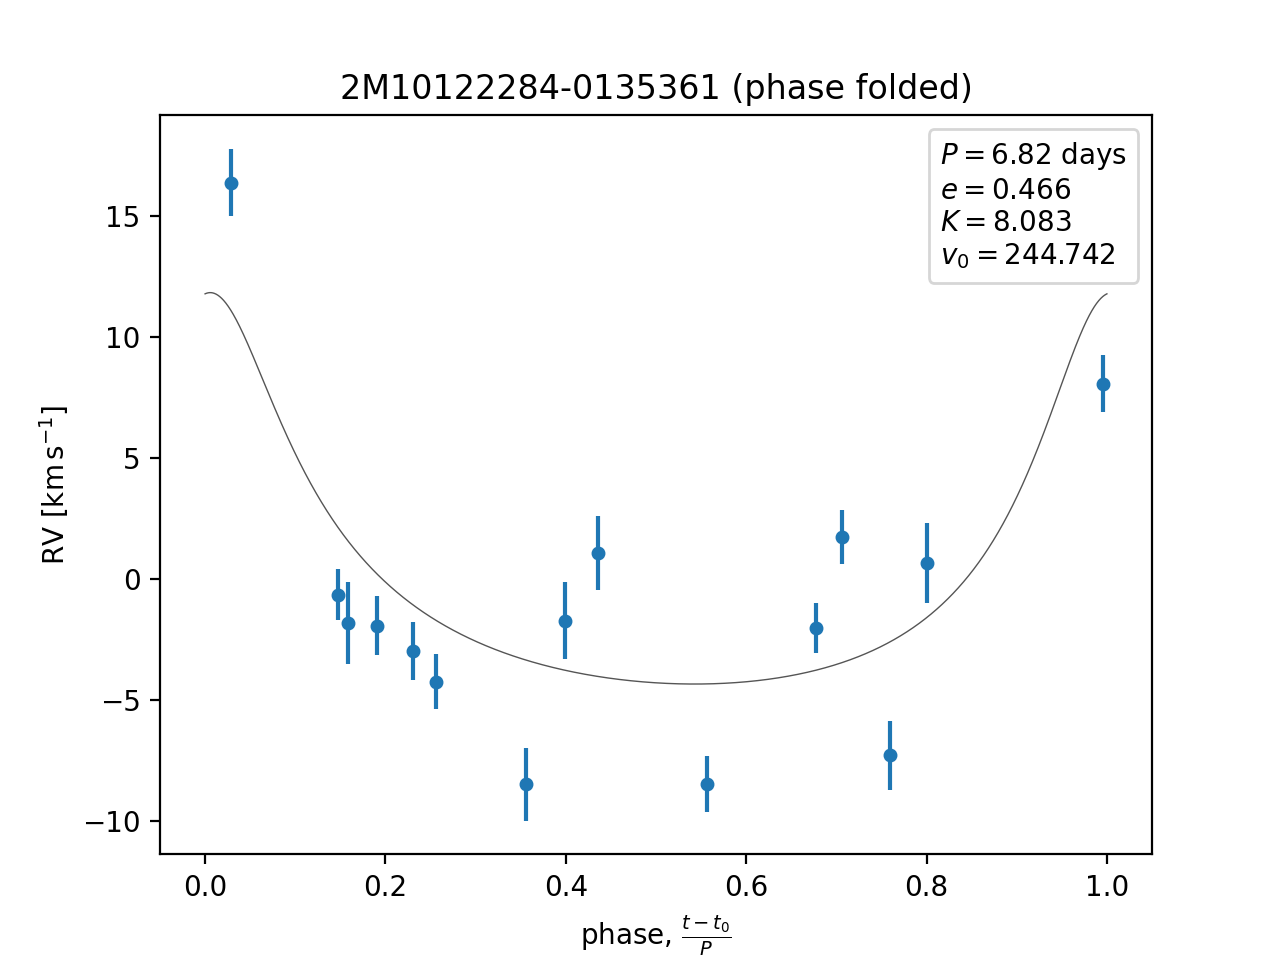 2M10122284-0135361 (phase folded)
P = 6.82 days
e = 0.466
K = 8.083
v₀ = 244.742
RV [km s⁻¹]
15
10
5
0
−5
−10
0.0 0.2 0.4 0.6 0.8 1.0
phase, (t − t₀)/P